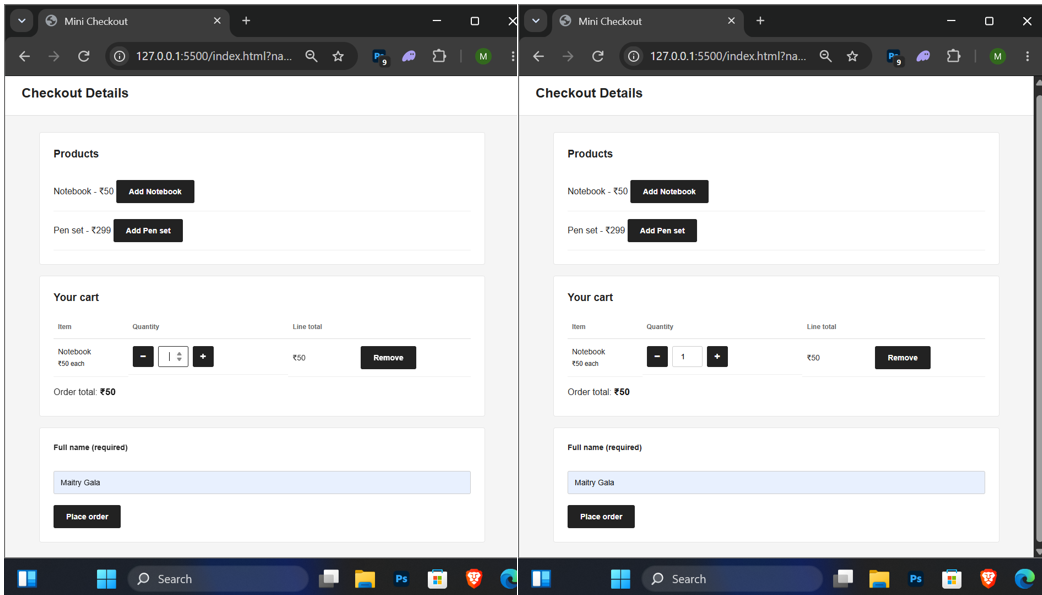 Mini Checkout
127.0.0.1:5500/index.html?na...
9
M
Checkout Details
Products
Notebook - ₹50 Add Notebook
Pen set - ₹299 Add Pen set
Your cart
Item Quantity Line total
Notebook
₹50 each
− + ₹50 Remove
Order total: ₹50
Full name (required)
Maitry Gala
Place order
Search
Ps
Mini Checkout
127.0.0.1:5500/index.html?na...
9
M
Checkout Details
Products
Notebook - ₹50 Add Notebook
Pen set - ₹299 Add Pen set
Your cart
Item Quantity Line total
Notebook
₹50 each
− 1 + ₹50 Remove
Order total: ₹50
Full name (required)
Maitry Gala
Place order
Search
Ps